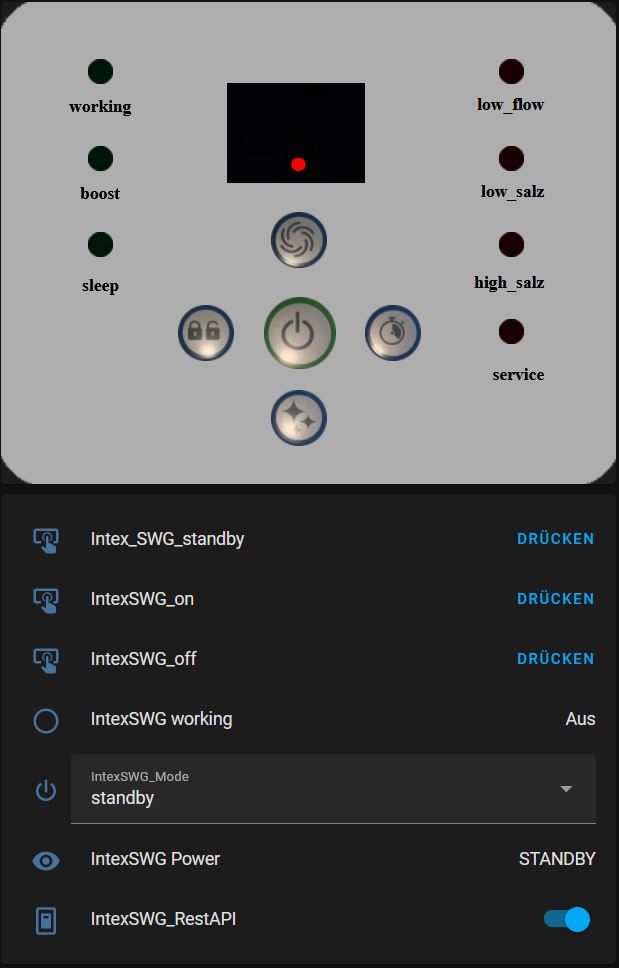 working
low_flow
boost
low_salz
sleep
high_salz
service
Intex_SWG_standby DRÜCKEN
IntexSWG_on DRÜCKEN
IntexSWG_off DRÜCKEN
IntexSWG working Aus
IntexSWG_Mode
standby
IntexSWG Power STANDBY
IntexSWG_RestAPI